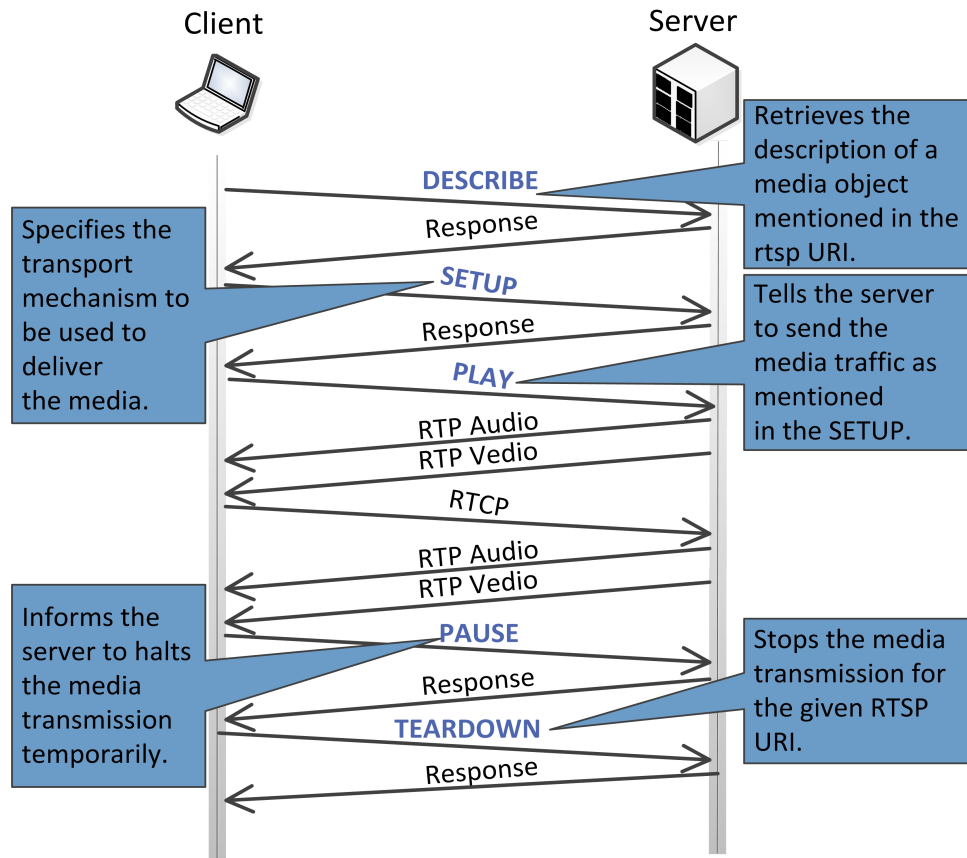 Client
Server
Retrieves the
description of a
media object
mentioned in the
rtsp URI.
DESCRIBE
Response
Specifies the
transport
mechanism to
be used to
deliver
the media.
SETUP
Response
Tells the server
to send the
media traffic as
mentioned
in the SETUP.
PLAY
RTP Audio
RTP Vedio
RTCP
RTP Audio
RTP Vedio
Informs the
server to halts
the media
transmission
temporarily.
PAUSE
Response
Stops the media
transmission for
the given RTSP
URI.
TEARDOWN
Response